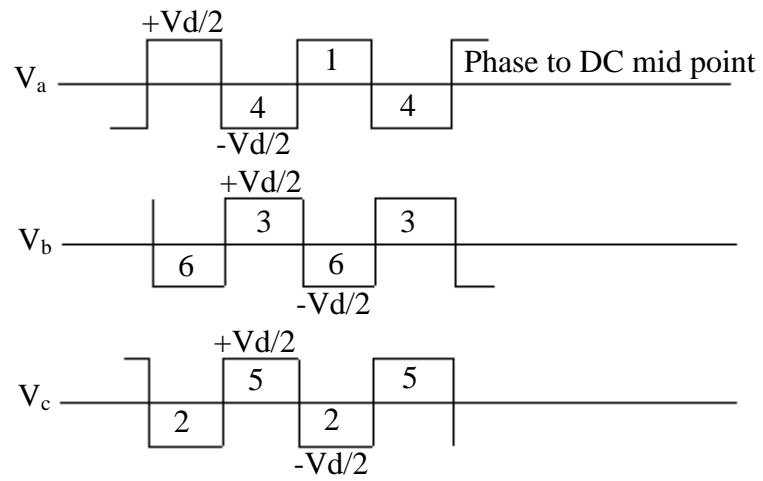 +Vd/2
Va
1
Phase to DC mid point
4
4
-Vd/2
+Vd/2
Vb
3
3
6
6
-Vd/2
+Vd/2
Vc
5
5
2
2
-Vd/2